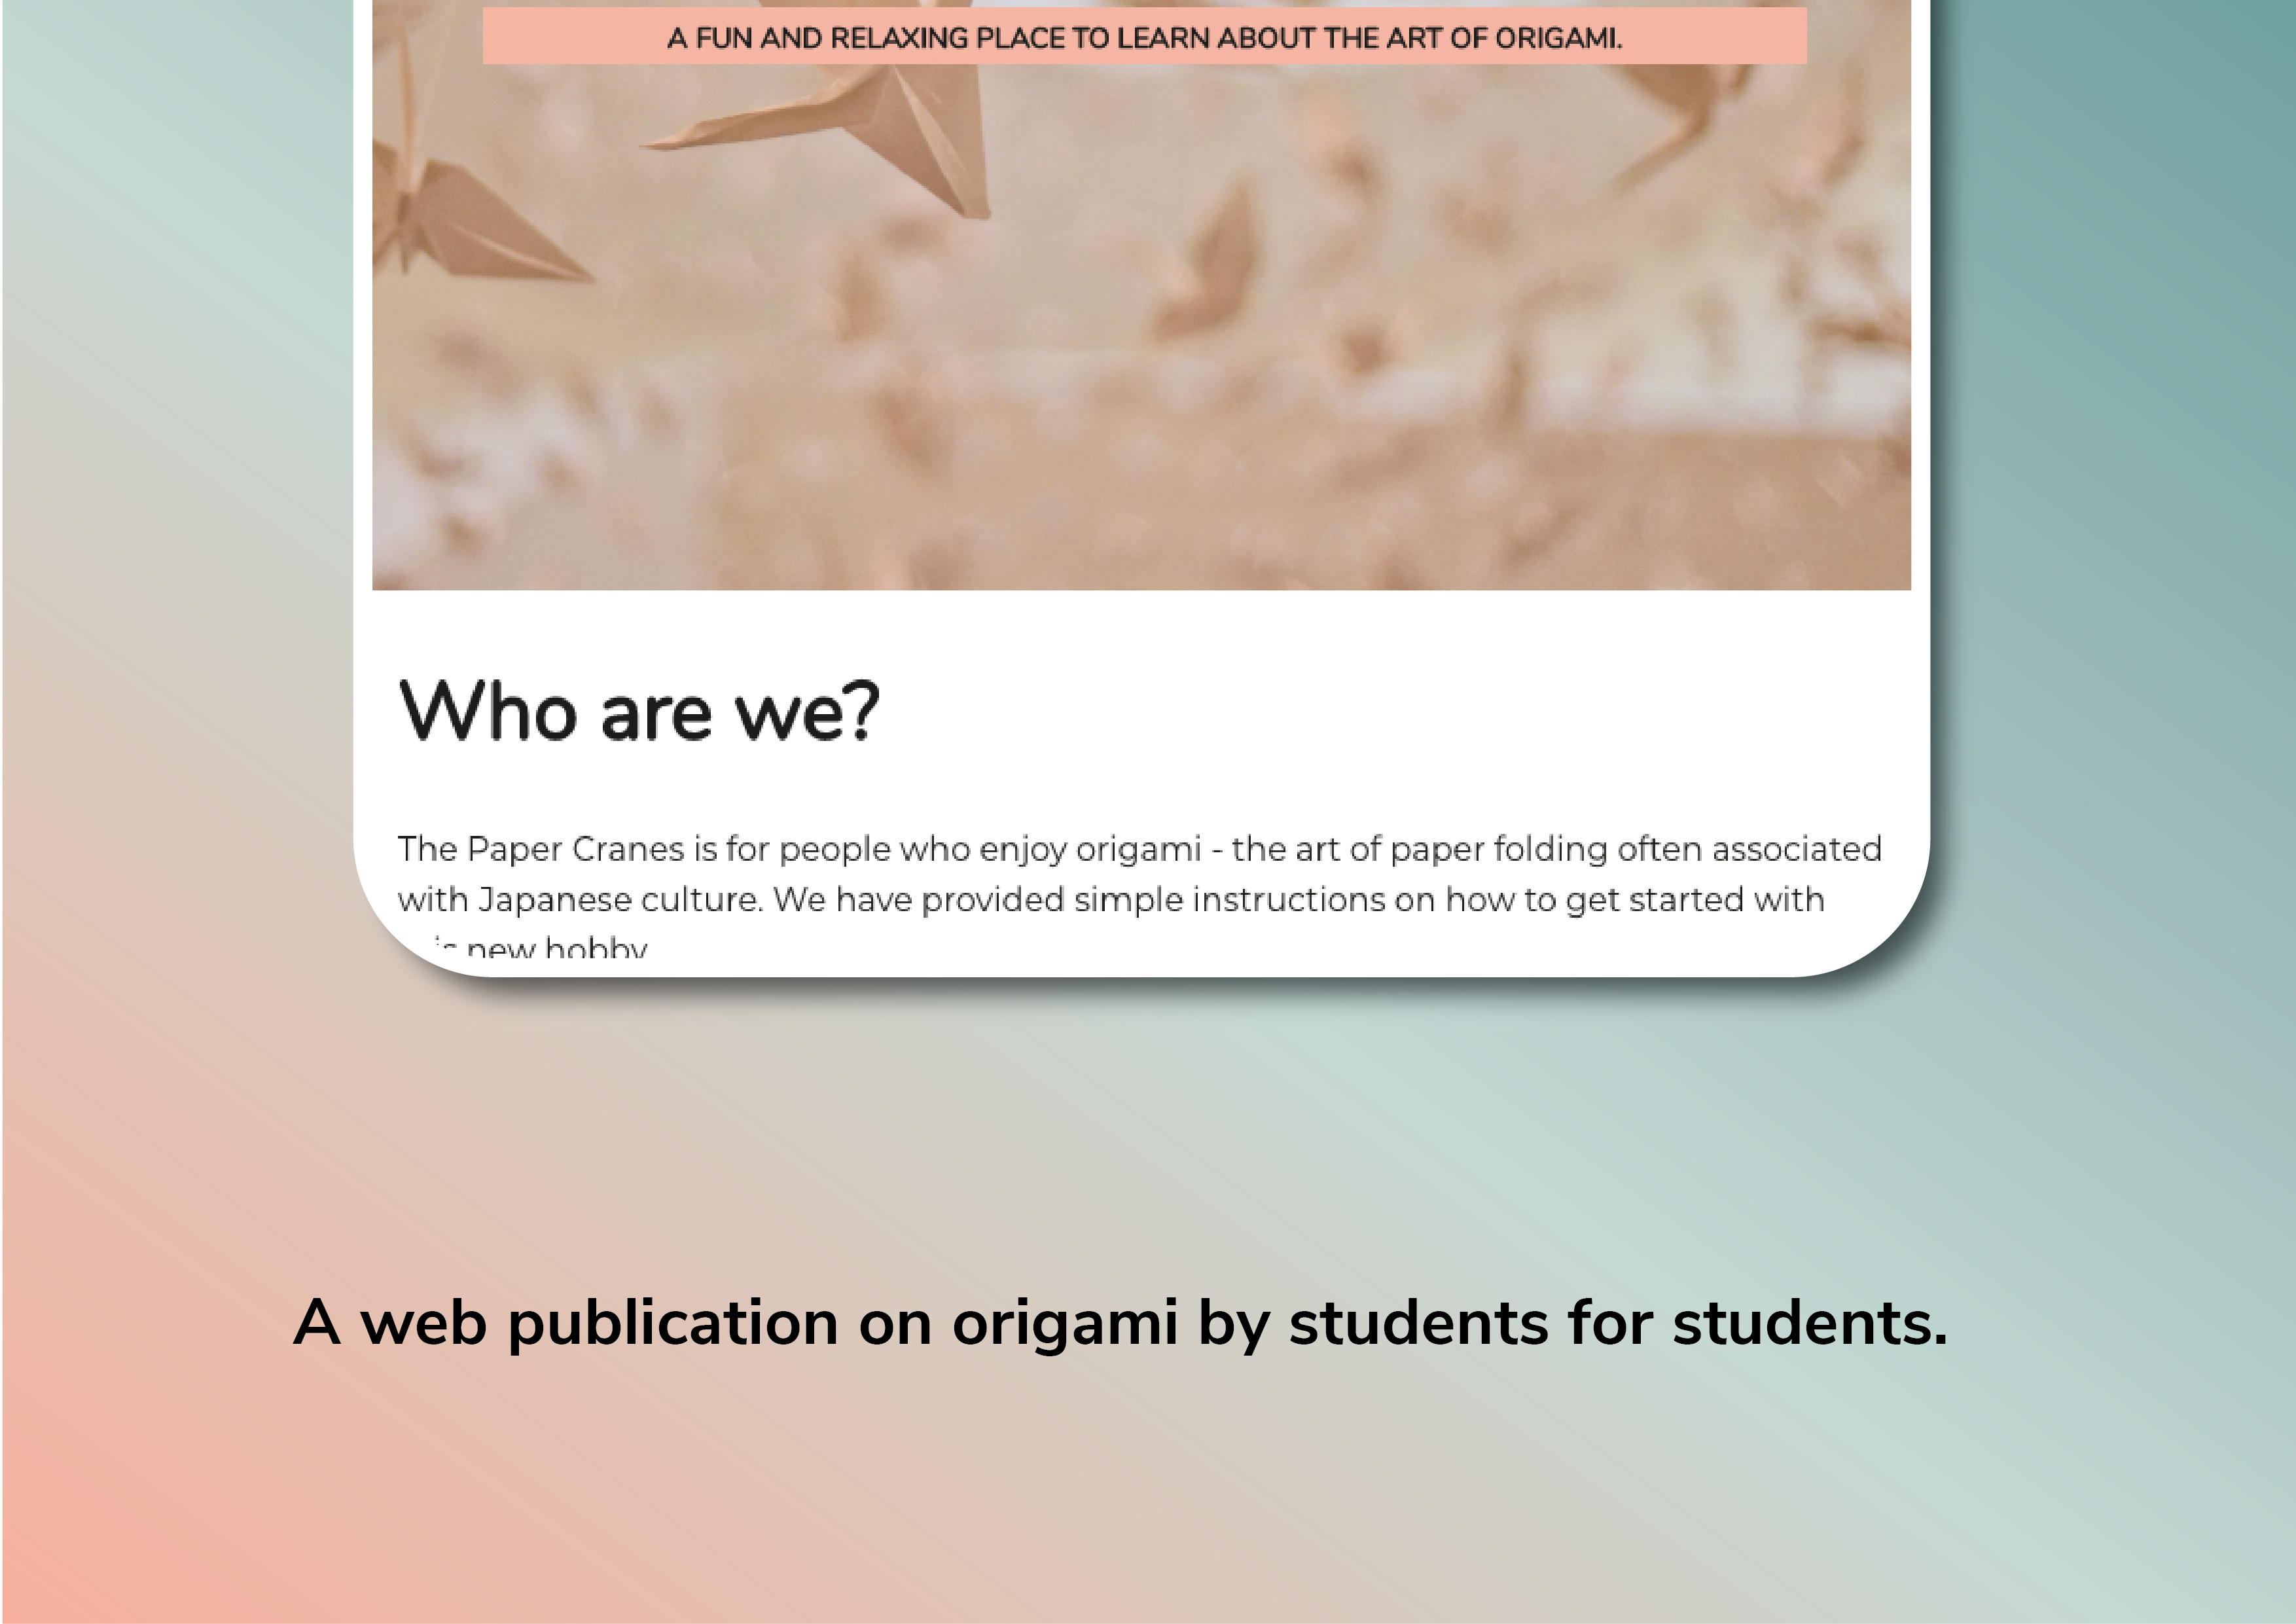 A FUN AND RELAXING PLACE TO LEARN ABOUT THE ART OF ORIGAMI.
Who are we?
The Paper Cranes is for people who enjoy origami - the art of paper folding often associated
with Japanese culture. We have provided simple instructions on how to get started with
new hobby
A web publication on origami by students for students.